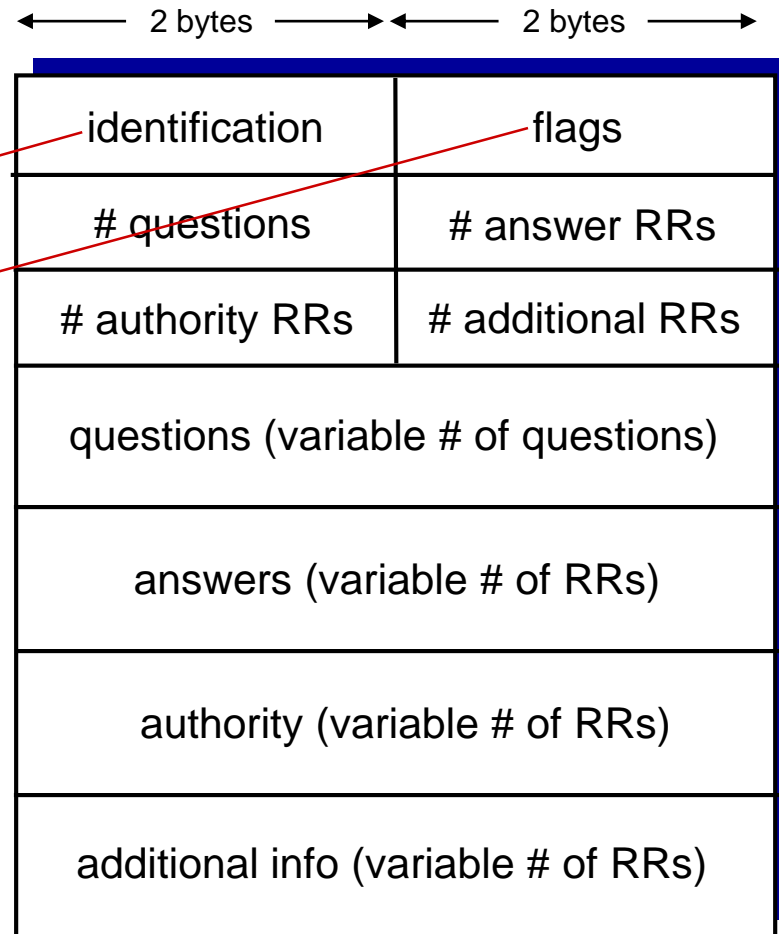 2 bytes 2 bytes
identification flags
# questions # answer RRs
# authority RRs # additional RRs
questions (variable # of questions)
answers (variable # of RRs)
authority (variable # of RRs)
additional info (variable # of RRs)